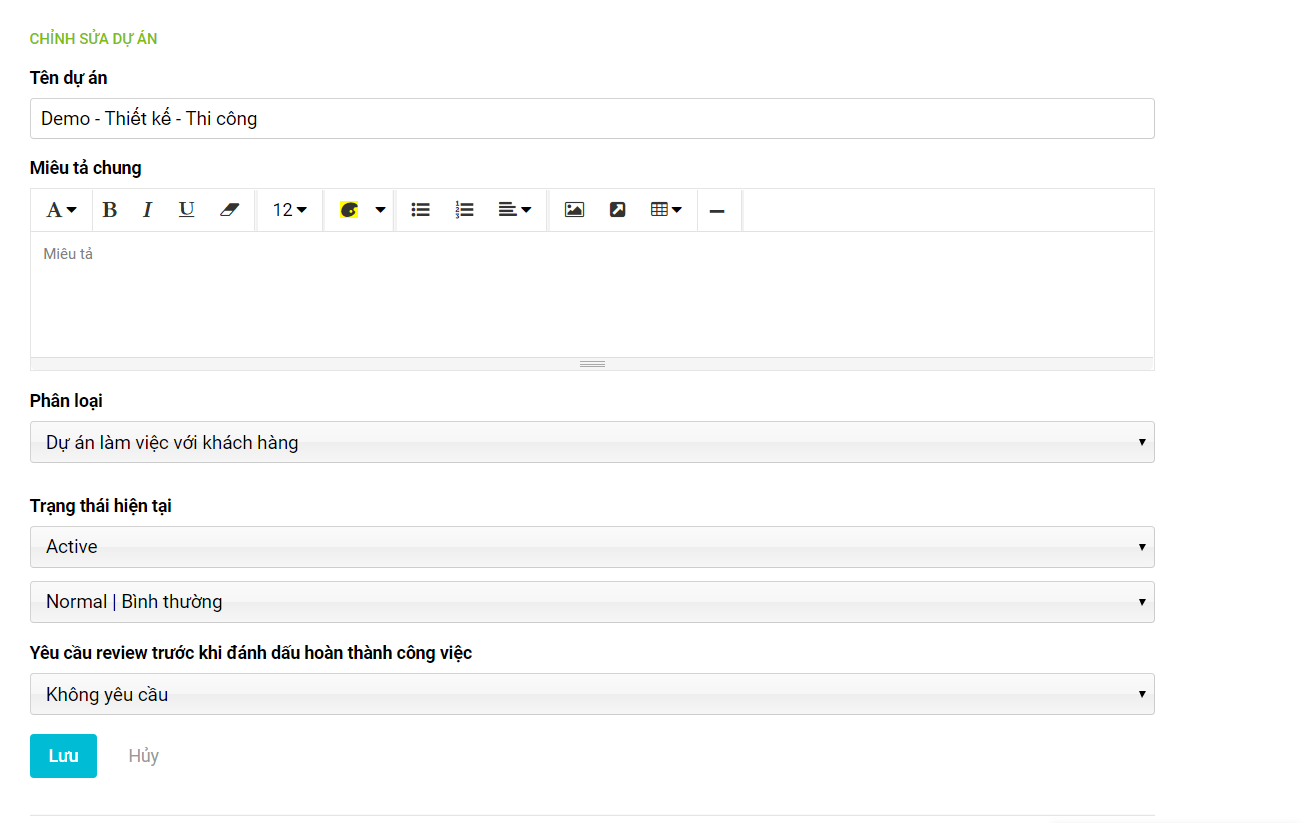 CHỈNH SỬA DỰ ÁN
Tên dự án
Demo - Thiết kế - Thi công
Miêu tả chung
A B I U 12
Miêu tả
Phân loại
Dự án làm việc với khách hàng
Trạng thái hiện tại
Active
Normal | Bình thường
Yêu cầu review trước khi đánh dấu hoàn thành công việc
Không yêu cầu
Lưu Hủy